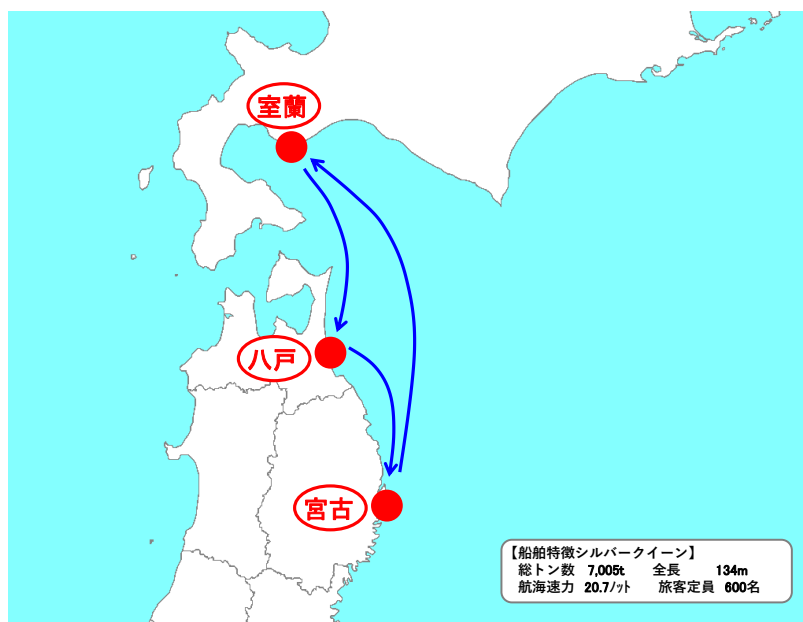 室蘭
八戸
宮古
【船舶特徴シルバークイーン】
総トン数 7,005t 全長 134m
航海速力 20.7ﾉｯﾄ 旅客定員 600名